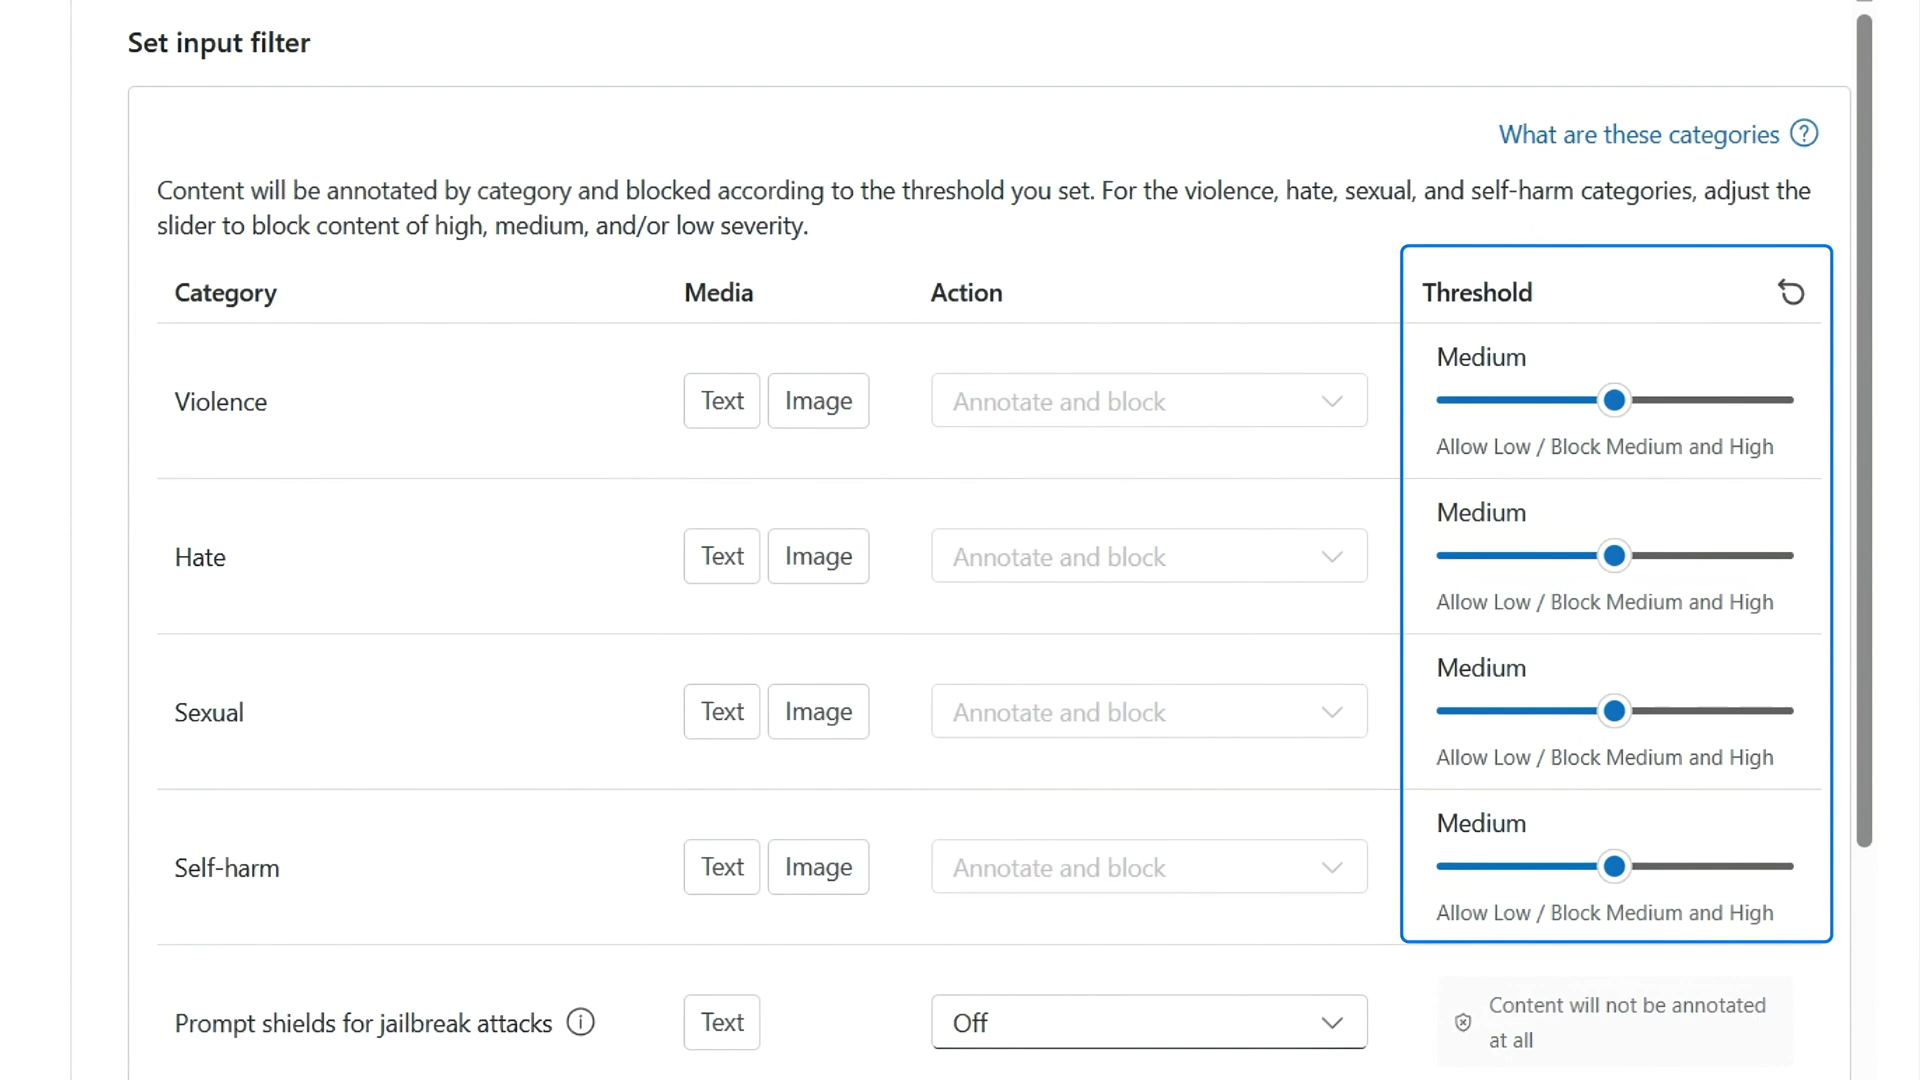 Set input filter
What are these categories
Content will be annotated by category and blocked according to the threshold you set. For the violence, hate, sexual, and self-harm categories, adjust the
slider to block content of high, medium, and/or low severity.
Category Media Action Threshold
Medium
Violence Text Image Annotate and block
Allow Low / Block Medium and High
Medium
Hate Text Image Annotate and block
Allow Low / Block Medium and High
Medium
Sexual Text Image Annotate and block
Allow Low / Block Medium and High
Medium
Self-harm Text Image Annotate and block
Allow Low / Block Medium and High
Prompt shields for jailbreak attacks Text Off
Content will not be annotated
at all